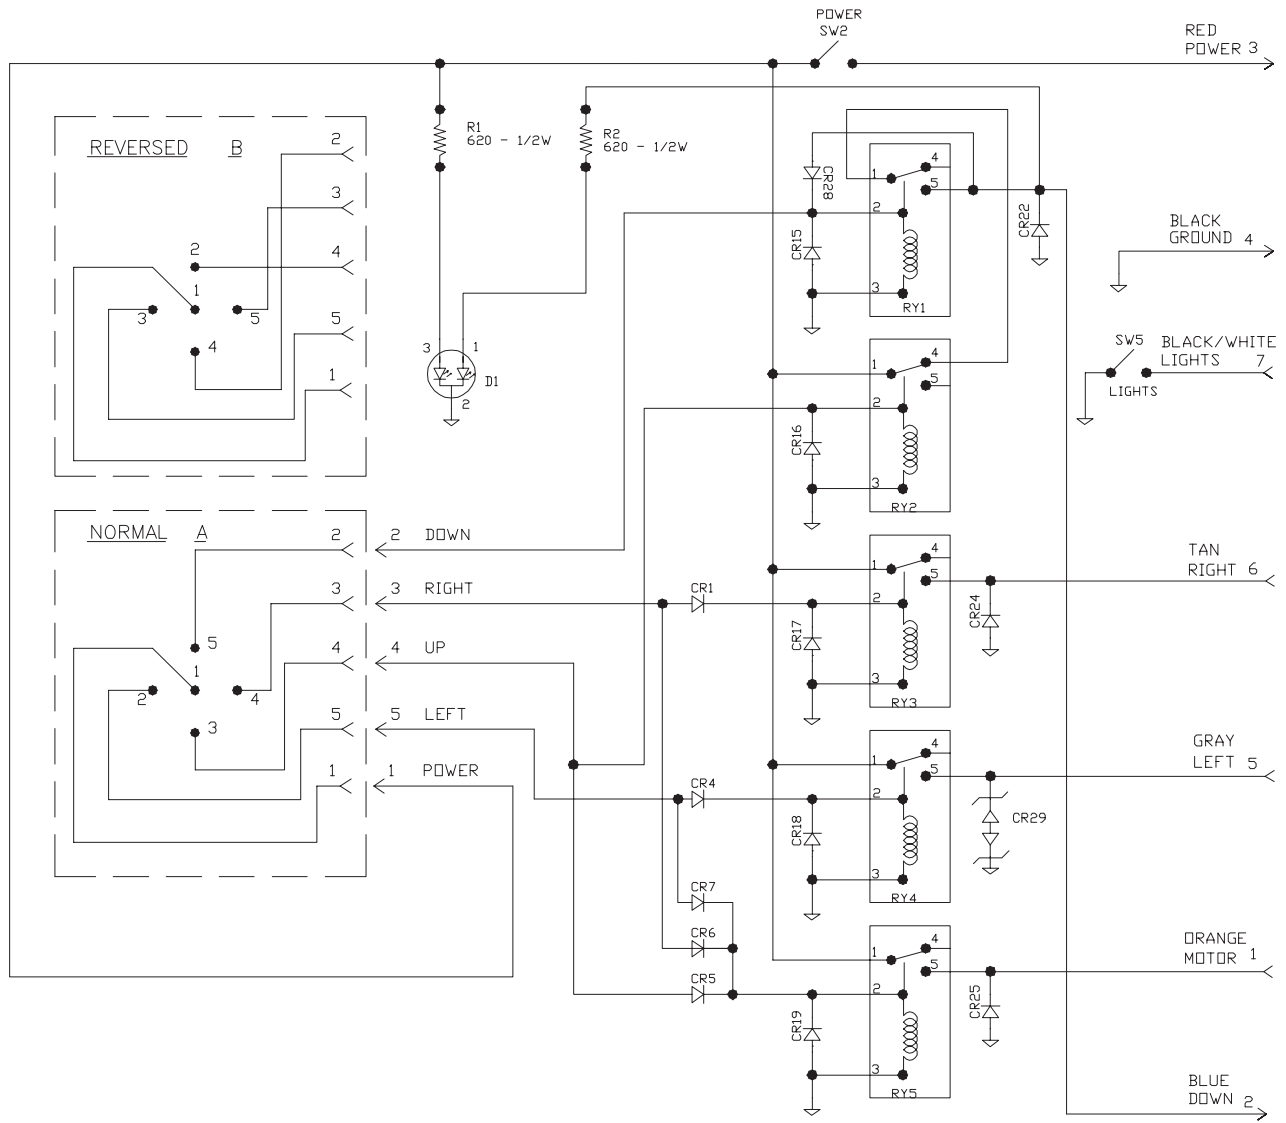 POWER
SW2
RED
POWER 3
R1
620 - 1/2W
R2
620 - 1/2W
REVERSED B
2
3
4
5
1
2
1
3
5
4
CR28
CR15
1
4
5
2
3
RY1
CR22
BLACK
GROUND 4
SW5
BLACK/WHITE
LIGHTS 7
LIGHTS
3
1
2
D1
CR16
1
4
5
2
3
RY2
NORMAL A
2
3
4
5
1
5
1
2
4
3
2 DOWN
3 RIGHT
4 UP
5 LEFT
1 POWER
CR1
CR17
1
4
5
2
3
RY3
CR24
TAN
RIGHT 6
CR4
CR18
1
4
5
2
3
RY4
CR29
GRAY
LEFT 5
CR7
CR6
CR5
CR19
1
4
5
2
3
RY5
CR25
ORANGE
MOTOR 1
BLUE
DOWN 2